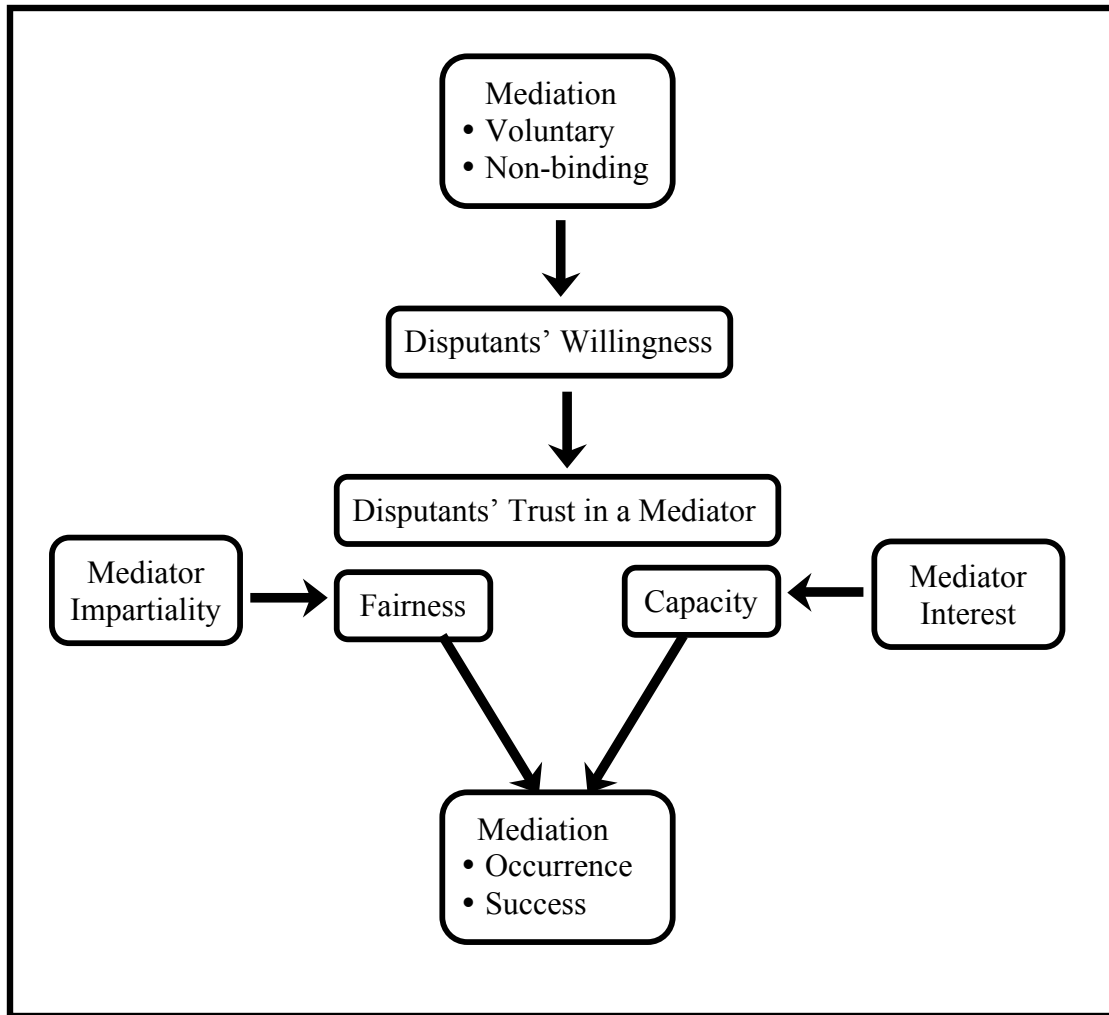 Mediation
• Voluntary
• Non-binding
Disputants’ Willingness
Disputants’ Trust in a Mediator
Mediator
Impartiality
Fairness
Capacity
Mediator
Interest
Mediation
• Occurrence
• Success